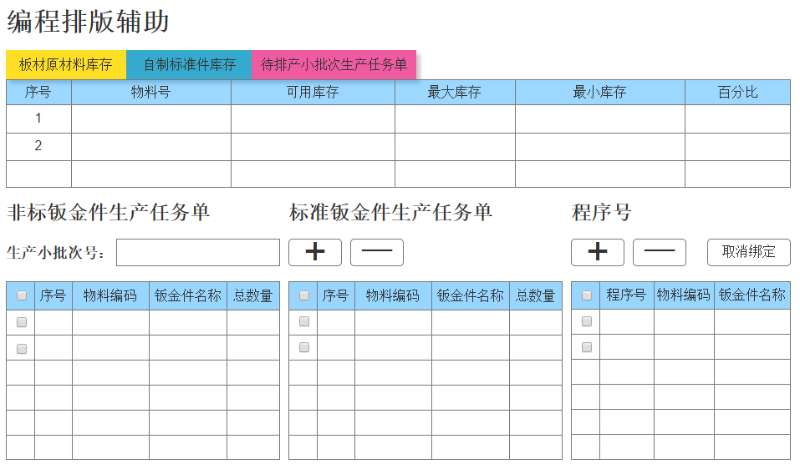 编程排版辅助
板材原材料库存 自制标准件库存 待排产小批次生产任务单
序号 物料号 可用库存 最大库存 最小库存 百分比
1
2
非标钣金件生产任务单 标准钣金件生产任务单 程序号
生产小批次号: + — + — 取消绑定
序号 物料编码 钣金件名称 总数量 序号 物料编码 钣金件名称 总数量 程序号 物料编码 钣金件名称